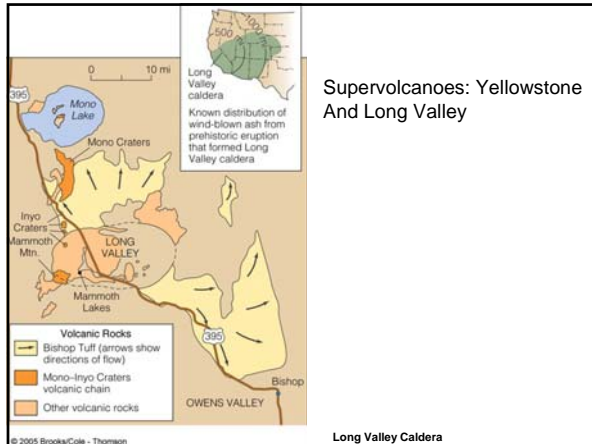 500
1000 mi
Long
Valley
caldera
Known distribution of
wind-blown ash from
prehistoric eruption
that formed Long
Valley caldera
0 10 mi
395
Mono
Lake
Mono Craters
Inyo
Craters
Mammoth
Mtn.
LONG
VALLEY
Mammoth
Lakes
395
Bishop
OWENS VALLEY
Volcanic Rocks
Bishop Tuff (arrows show
directions of flow)
Mono–Inyo Craters
volcanic chain
Other volcanic rocks
© 2005 Brooks/Cole - Thomson
Supervolcanoes: Yellowstone
And Long Valley
Long Valley Caldera